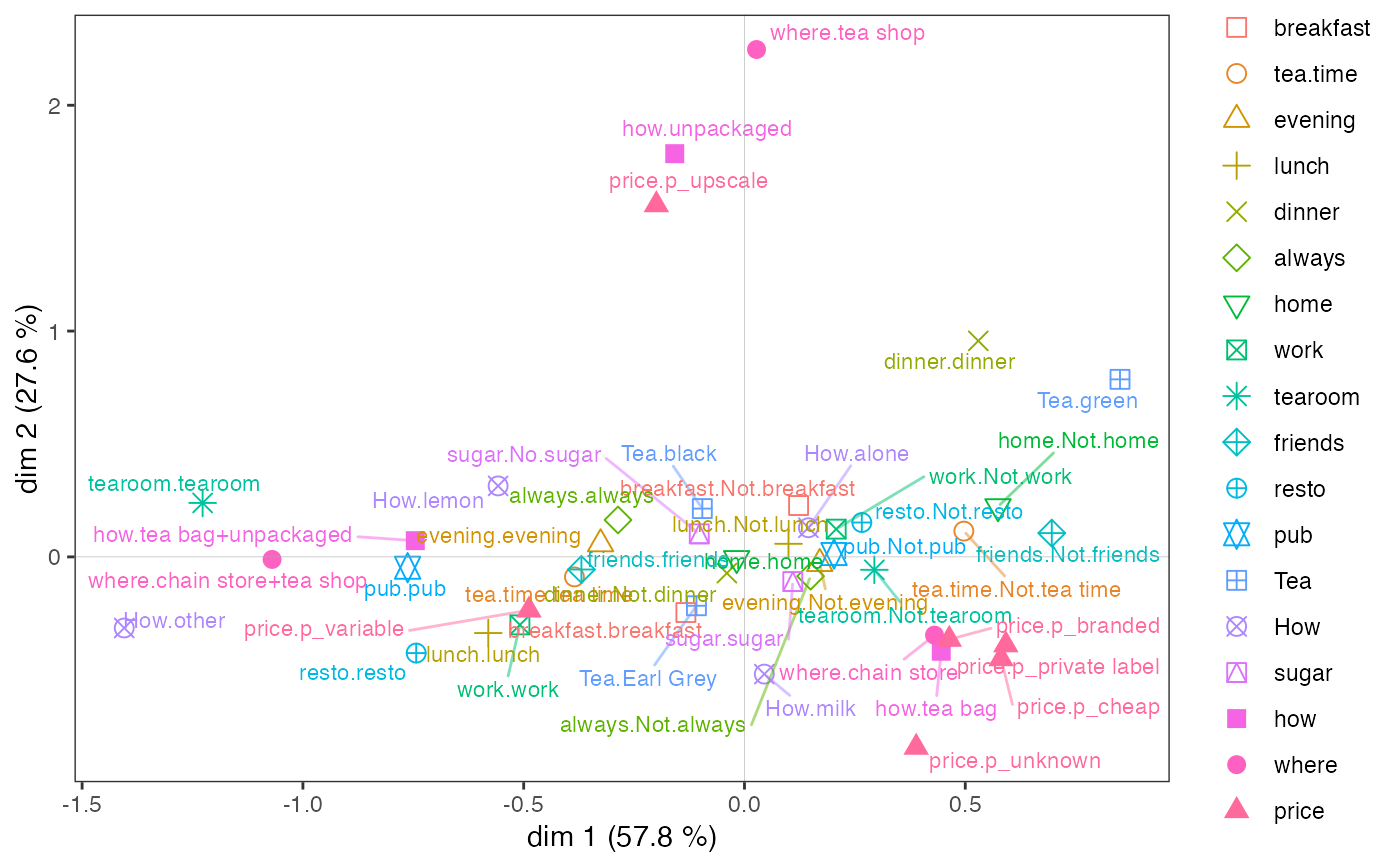 where.tea shop
breakfast
tea.time
2
evening
how.unpackaged
lunch
price.p_upscale
dinner
always
home
1
dinner.dinner
work
Tea.green
tearoom
home.Not.home
friends
sugar.No.sugar
Tea.black
How.alone
tearoom.tearoom
work.Not.work
How.lemon
always.always
breakfast.Not.breakfast
resto
resto.Not.resto
lunch.Not.lunch
how.tea bag+unpackaged
evening.evening
pub
0
friends.friends
home.home
pub.Not.pub
friends.Not.friends
where.chain store+tea shop
pub.pub
Tea
tea.time.tea time
dinner.Not.dinner
evening.Not.evening
tea.time.Not.tea time
How.other
tearoom.Not.tearoom
How
price.p_variable
breakfast.breakfast
sugar.sugar
price.p_branded
resto.resto
lunch.lunch
where.chain store
price.p_private label
sugar
work.work
Tea.Earl Grey
How.milk
how.tea bag
price.p_cheap
how
always.Not.always
price.p_unknown
where
-1.5
-1.0
-0.5
0.0
0.5
price
dim 1 (57.8 %)
dim 2 (27.6 %)